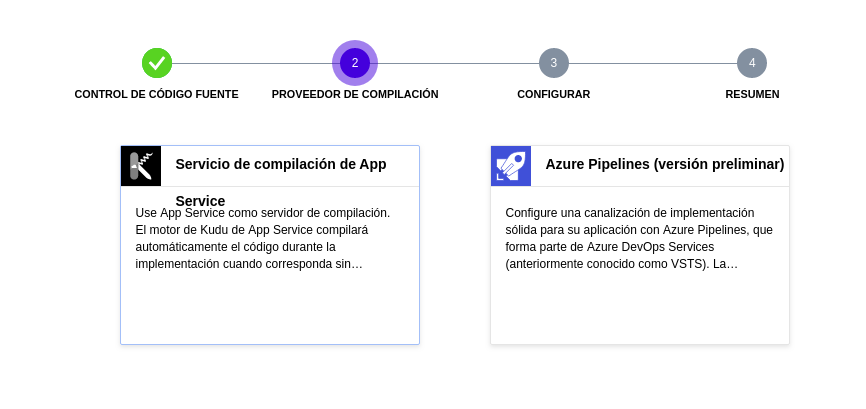 2
3
4
CONTROL DE CÓDIGO FUENTE
PROVEEDOR DE COMPILACIÓN
CONFIGURAR
RESUMEN
Servicio de compilación de App
Service
Use App Service como servidor de compilación.
El motor de Kudu de App Service compilará
automáticamente el código durante la
implementación cuando corresponda sin…
Azure Pipelines (versión preliminar)
Configure una canalización de implementación
sólida para su aplicación con Azure Pipelines, que
forma parte de Azure DevOps Services
(anteriormente conocido como VSTS). La…